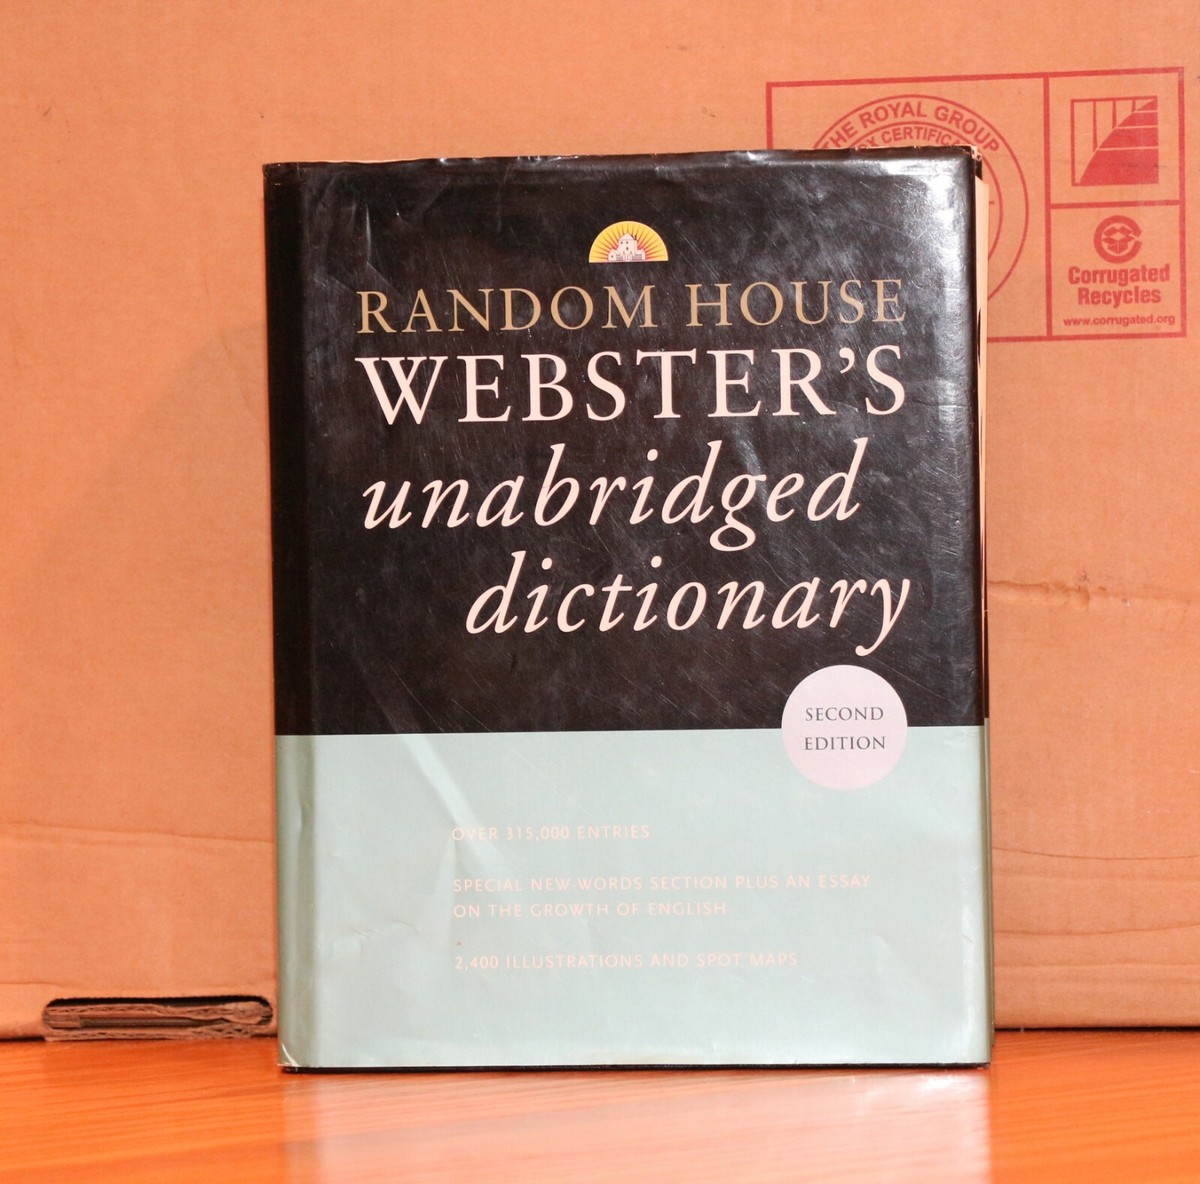 THE ROYAL GROUP
Corrugated
Recycles
www.corrugated.org
RANDOM HOUSE
WEBSTER'S
unabridged
dictionary
SECOND
EDITION
OVER 315,000 ENTRIES
SPECIAL NEW-WORDS SECTION PLUS AN ESSAY
ON THE GROWTH OF ENGLISH
2,400 ILLUSTRATIONS AND SPOT MAPS